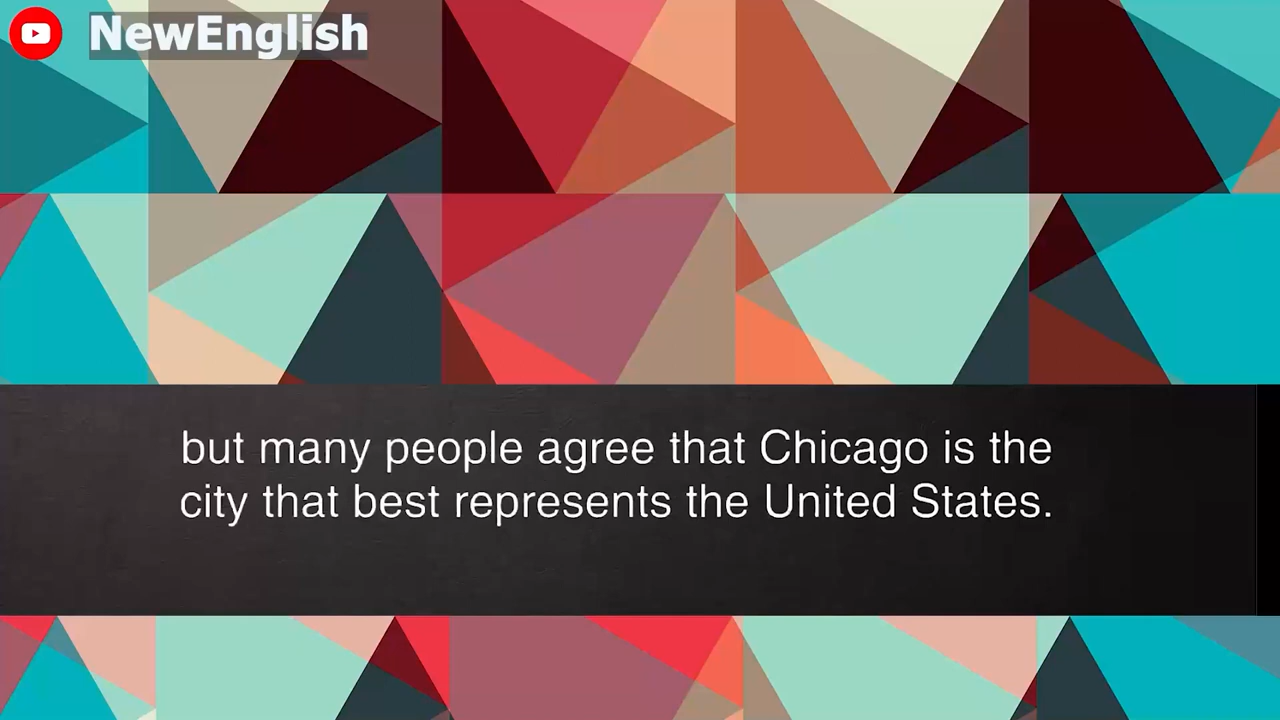 NewEnglish
but many people agree that Chicago is the
city that best represents the United States.